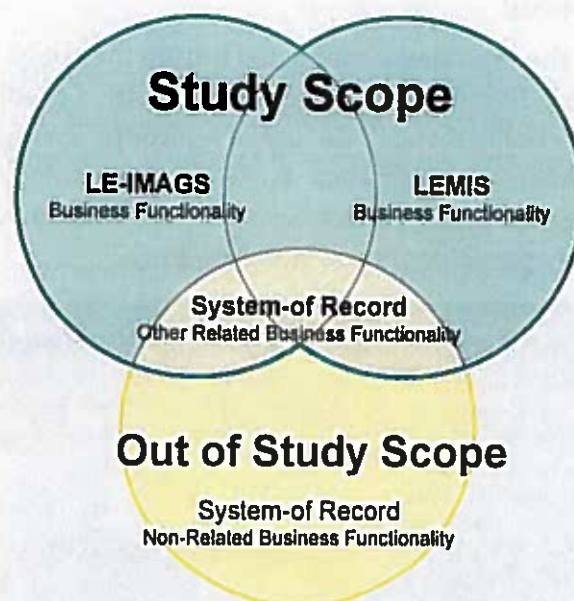 Study Scope
LE-IMAGS
Business Functionality
LEMIS
Business Functionality
System-of Record
Other Related Business Functionality
Out of Study Scope
System-of Record
Non-Related Business Functionality